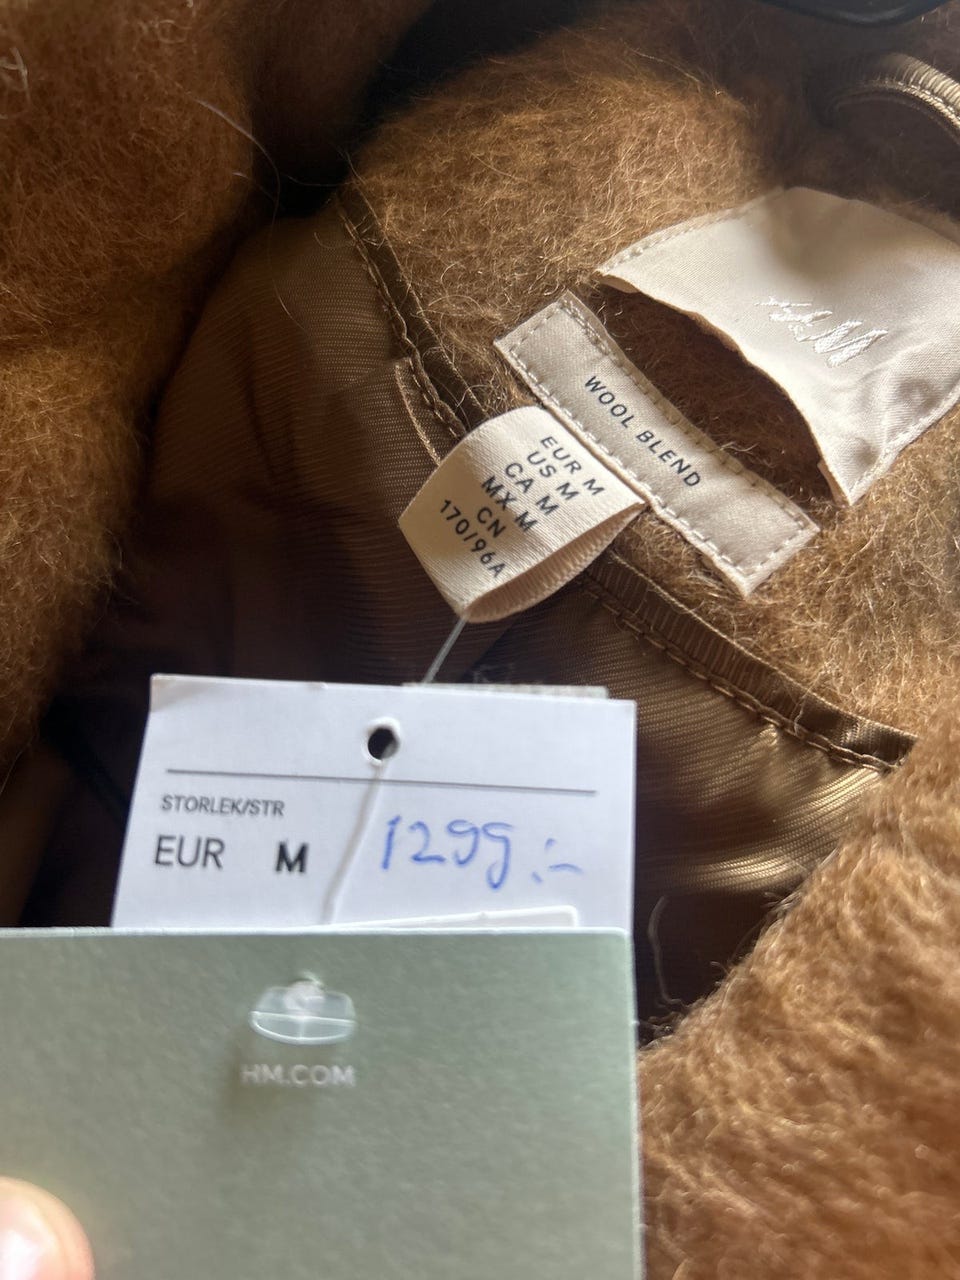 H&M
WOOL BLEND
EUR M
US M
CA M
MX M
CN
170/96A
STORLEK/STR
EUR M 1299:-
HM.COM